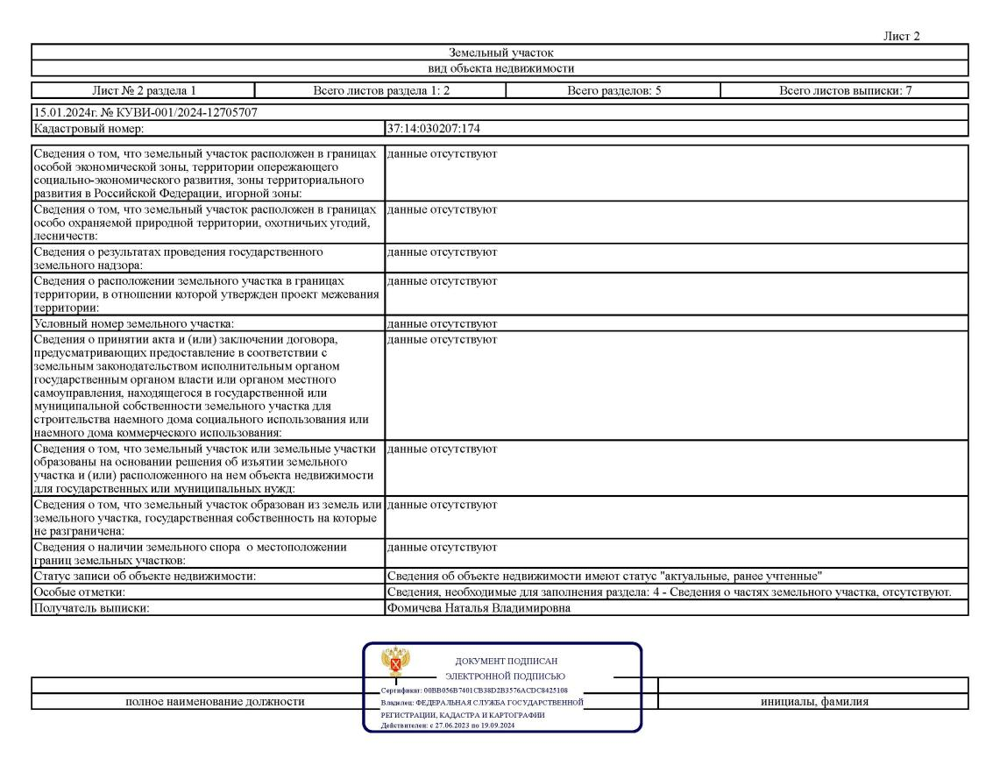 Лист 2
Земельный участок
вид объекта недвижимости
Лист № 2 раздела 1
Всего листов раздела 1: 2
Всего разделов: 5
Всего листов выписки: 7
15.01.2024г. № КУВИ-001/2024-12705707
Кадастровый номер:
37:14:030207:174
Сведения о том, что земельный участок расположен в границах
особой экономической зоны, территории опережающего
социально-экономического развития, зоны территориального
развития в Российской Федерации, игорной зоны:
данные отсутствуют
Сведения о том, что земельный участок расположен в границах
особо охраняемой природной территории, охотничьих угодий,
лесничеств:
данные отсутствуют
Сведения о результатах проведения государственного
земельного надзора:
данные отсутствуют
Сведения о расположении земельного участка в границах
территории, в отношении которой утвержден проект межевания
территории:
данные отсутствуют
Условный номер земельного участка:
данные отсутствуют
Сведения о принятии акта и (или) заключении договора,
предусматривающих предоставление в соответствии с
земельным законодательством исполнительным органом
государственным органом власти или органом местного
самоуправления, находящегося в государственной или
муниципальной собственности земельного участка для
строительства наемного дома социального использования или
наемного дома коммерческого использования:
данные отсутствуют
Сведения о том, что земельный участок или земельные участки
образованы на основании решения об изъятии земельного
участка и (или) расположенного на нем объекта недвижимости
для государственных или муниципальных нужд:
данные отсутствуют
Сведения о том, что земельный участок образован из земель или
земельного участка, государственная собственность на которые
не разграничена:
данные отсутствуют
Сведения о наличии земельного спора о местоположении
границ земельных участков:
данные отсутствуют
Статус записи об объекте недвижимости:
Сведения об объекте недвижимости имеют статус "актуальные, ранее учтенные"
Особые отметки:
Сведения, необходимые для заполнения раздела: 4 - Сведения о частях земельного участка, отсутствуют.
Получатель выписки:
Фомичева Наталья Владимировна
ДОКУМЕНТ ПОДПИСАН
ЭЛЕКТРОННОЙ ПОДПИСЬЮ
Сертификат: 00BB056B7401CB38D2B3576ACDC8425108
Владелец: ФЕДЕРАЛЬНАЯ СЛУЖБА ГОСУДАРСТВЕННОЙ
РЕГИСТРАЦИИ, КАДАСТРА И КАРТОГРАФИИ
Действителен: с 27.06.2023 по 19.09.2024
полное наименование должности
инициалы, фамилия